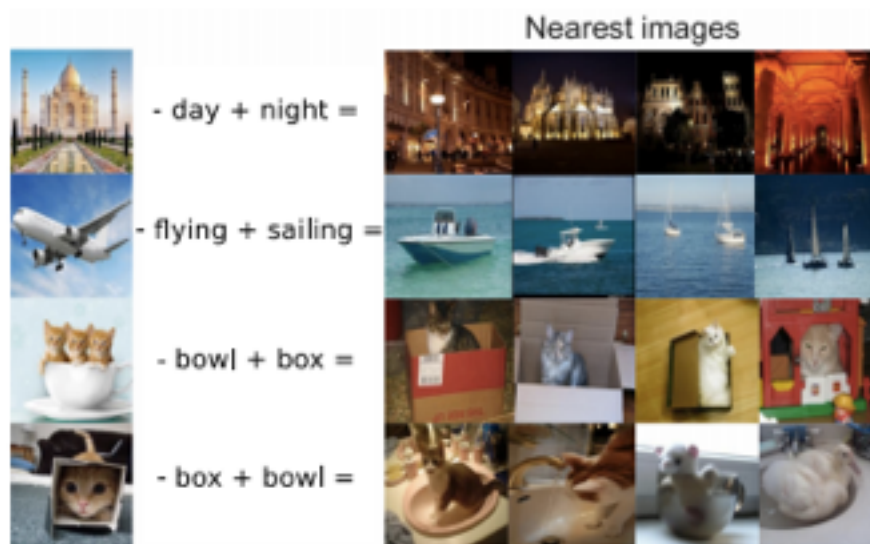 Nearest images
- day + night =
- flying + sailing =
- bowl + box =
- box + bowl =